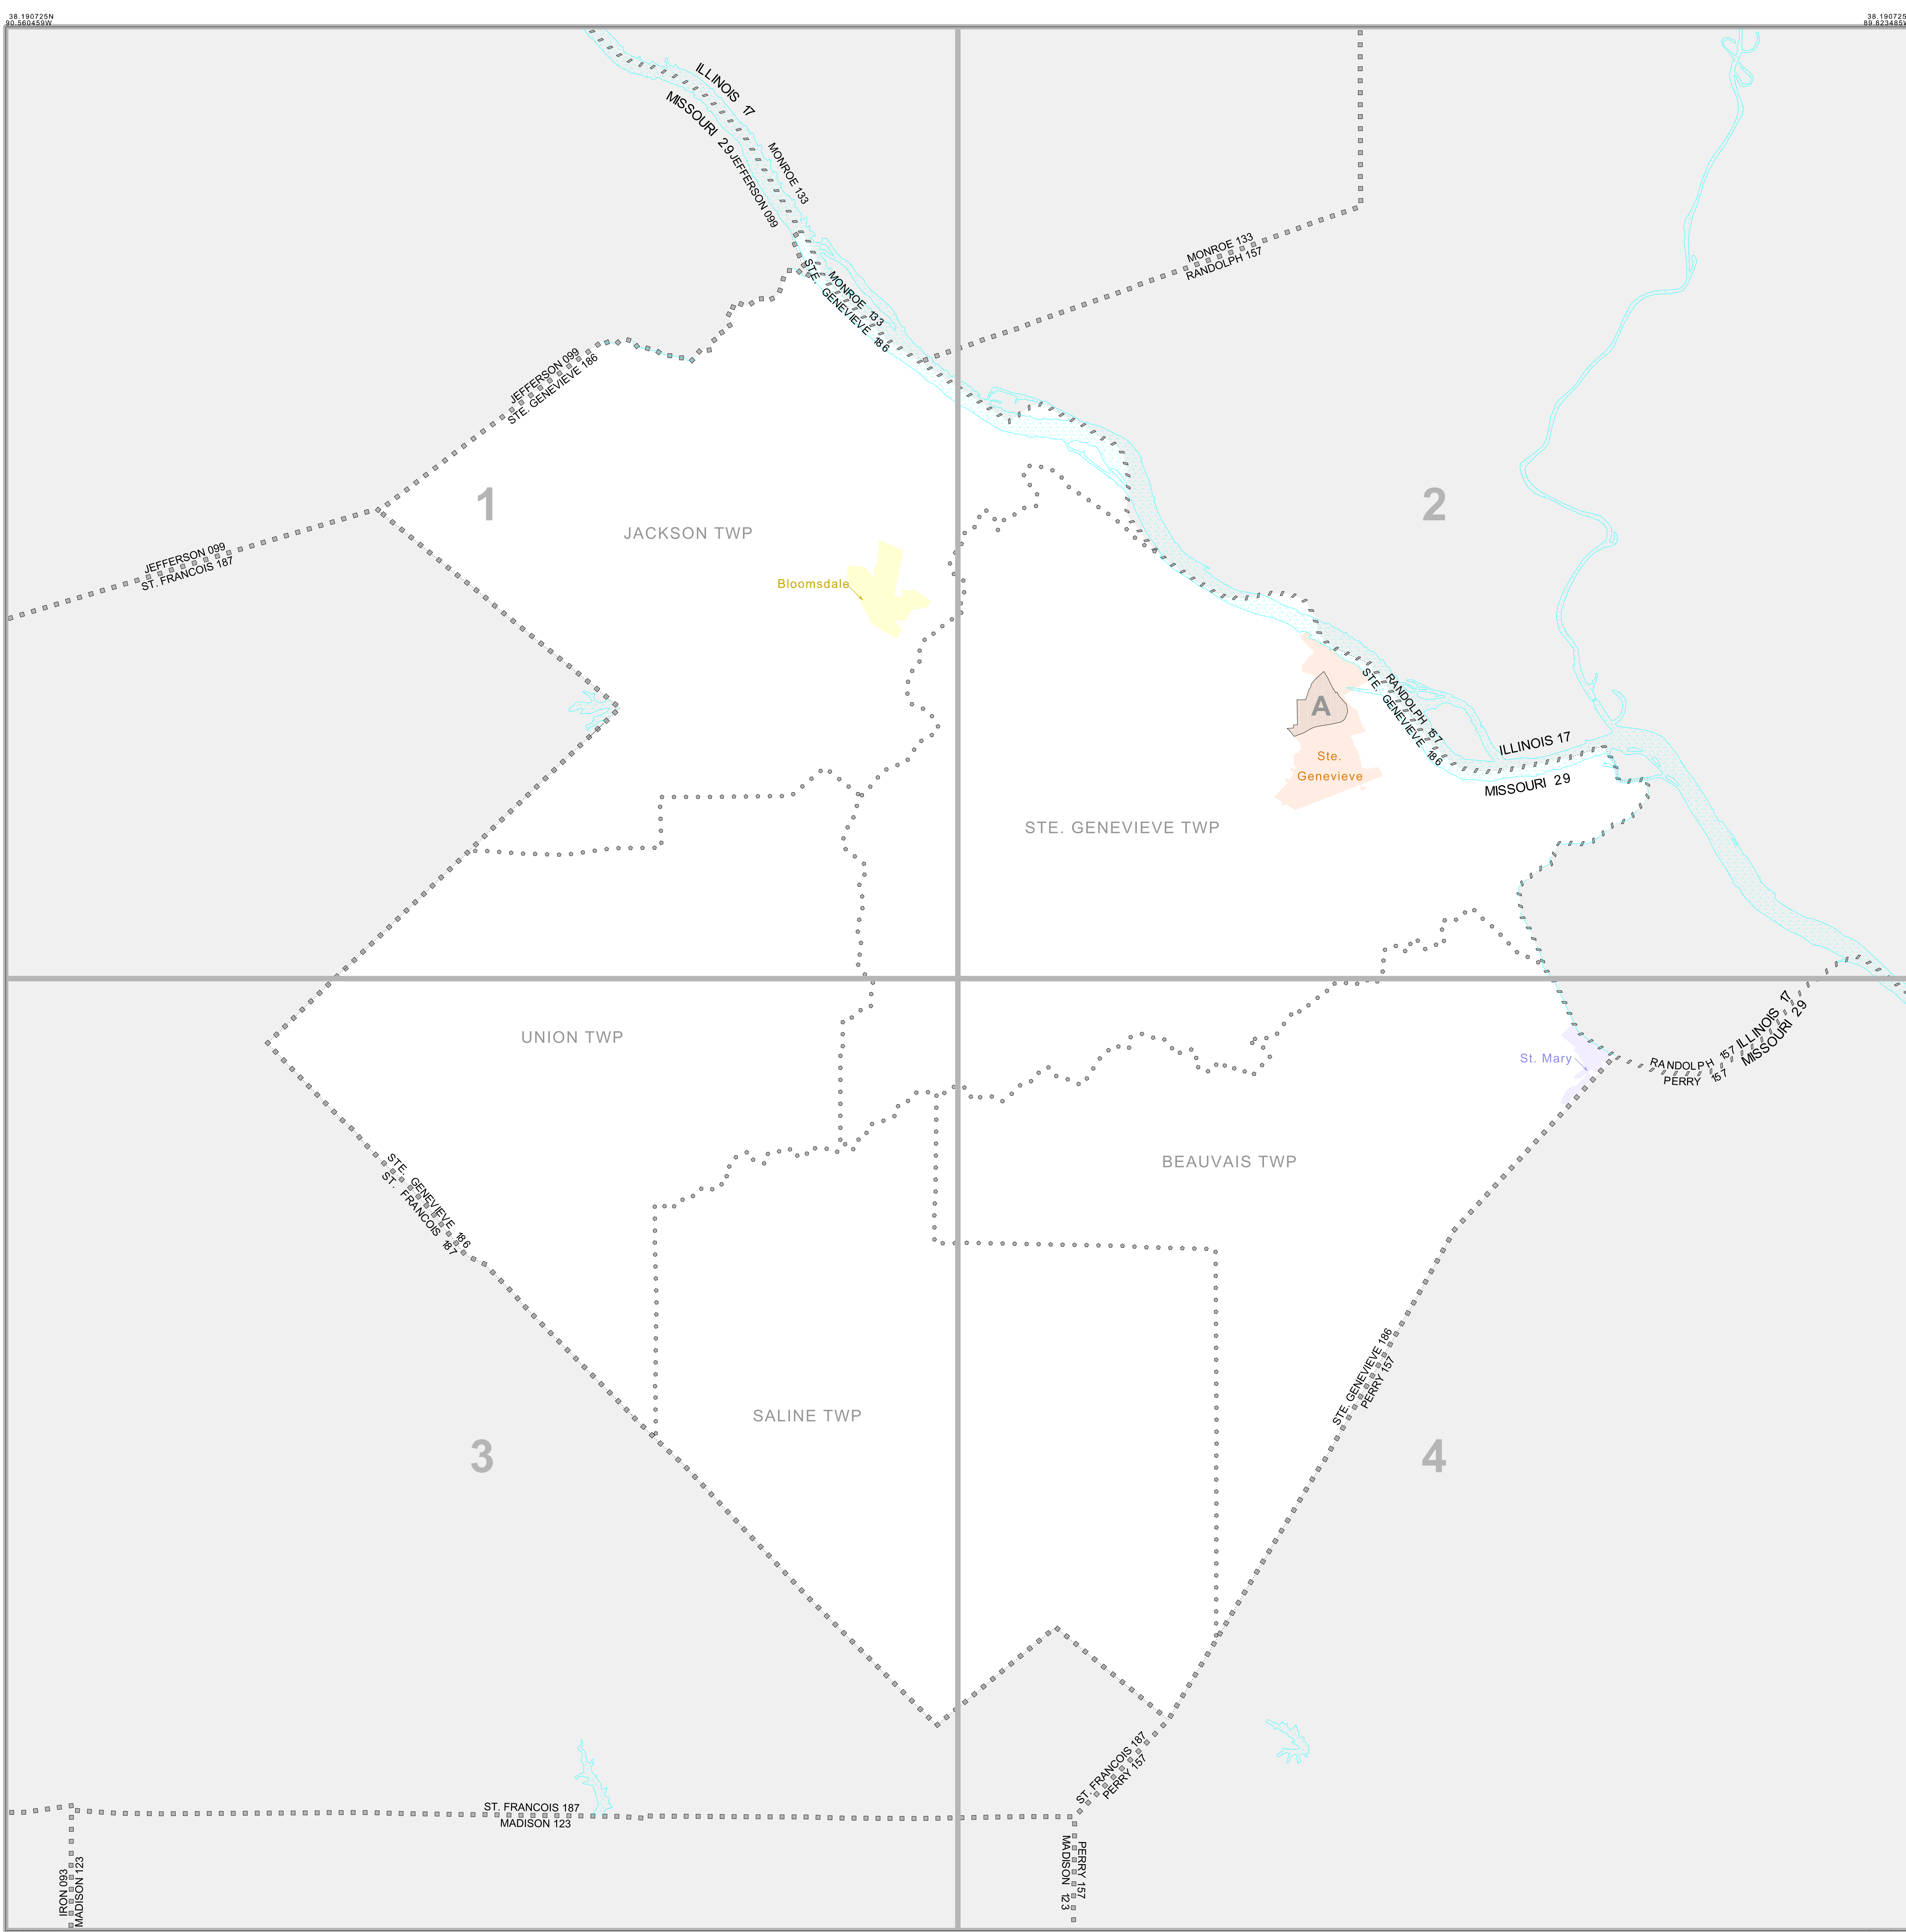 38.190725N
90.560459W
38.190725
89.823485W
ILLINOIS 17
MISSOURI 29
MONROE 133
JEFFERSON 099
MONROE 133
RANDOLPH 157
MONROE 133
STE. GENEVIEVE 186
JEFFERSON 099
STE. GENEVIEVE 186
1
2
JACKSON TWP
JEFFERSON 099
ST. FRANCOIS 187
Bloomsdale
A
RANDOLPH 157
STE. GENEVIEVE 186
Ste.
Genevieve
ILLINOIS 17
MISSOURI 29
STE. GENEVIEVE TWP
UNION TWP
ILLINOIS 17
MISSOURI 29
St. Mary
RANDOLPH 157
PERRY 157
BEAUVAIS TWP
STE. GENEVIEVE 186
ST. FRANCOIS 187
STE. GENEVIEVE 186
PERRY 157
SALINE TWP
3
4
ST. FRANCOIS 187
PERRY 157
ST. FRANCOIS 187
MADISON 123
IRON 093
MADISON 123
MADISON 123
PERRY 157